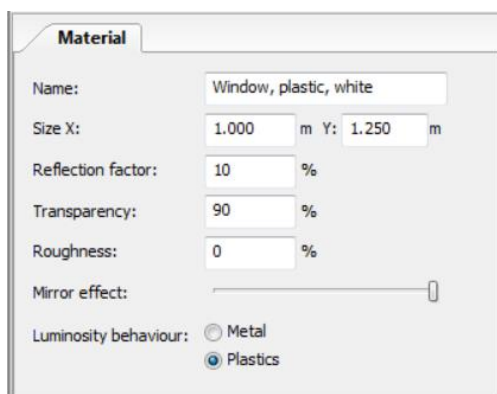 Material
Name: Window, plastic, white
Size X: 1.000 m Y: 1.250 m
Reflection factor: 10 %
Transparency: 90 %
Roughness: 0 %
Mirror effect:
Luminosity behaviour: Metal
Plastics